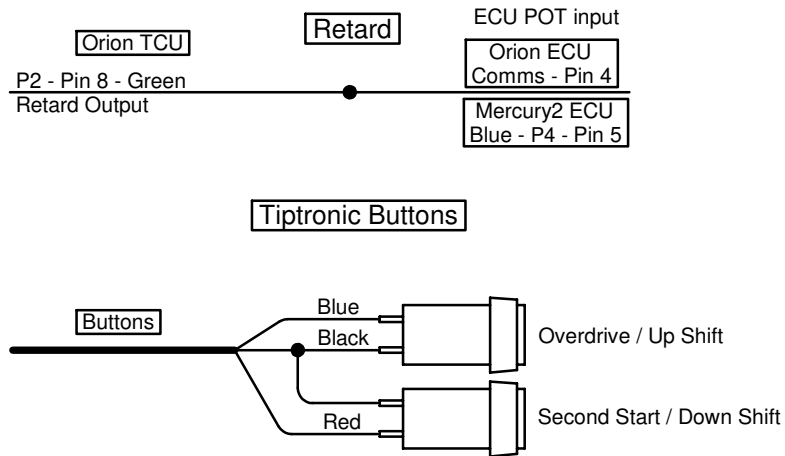 Retard
ECU POT input
Orion TCU
Orion ECU
Comms - Pin 4
P2 - Pin 8 - Green
Retard Output
Mercury2 ECU
Blue - P4 - Pin 5
Tiptronic Buttons
Buttons
Blue
Black
Overdrive / Up Shift
Red
Second Start / Down Shift